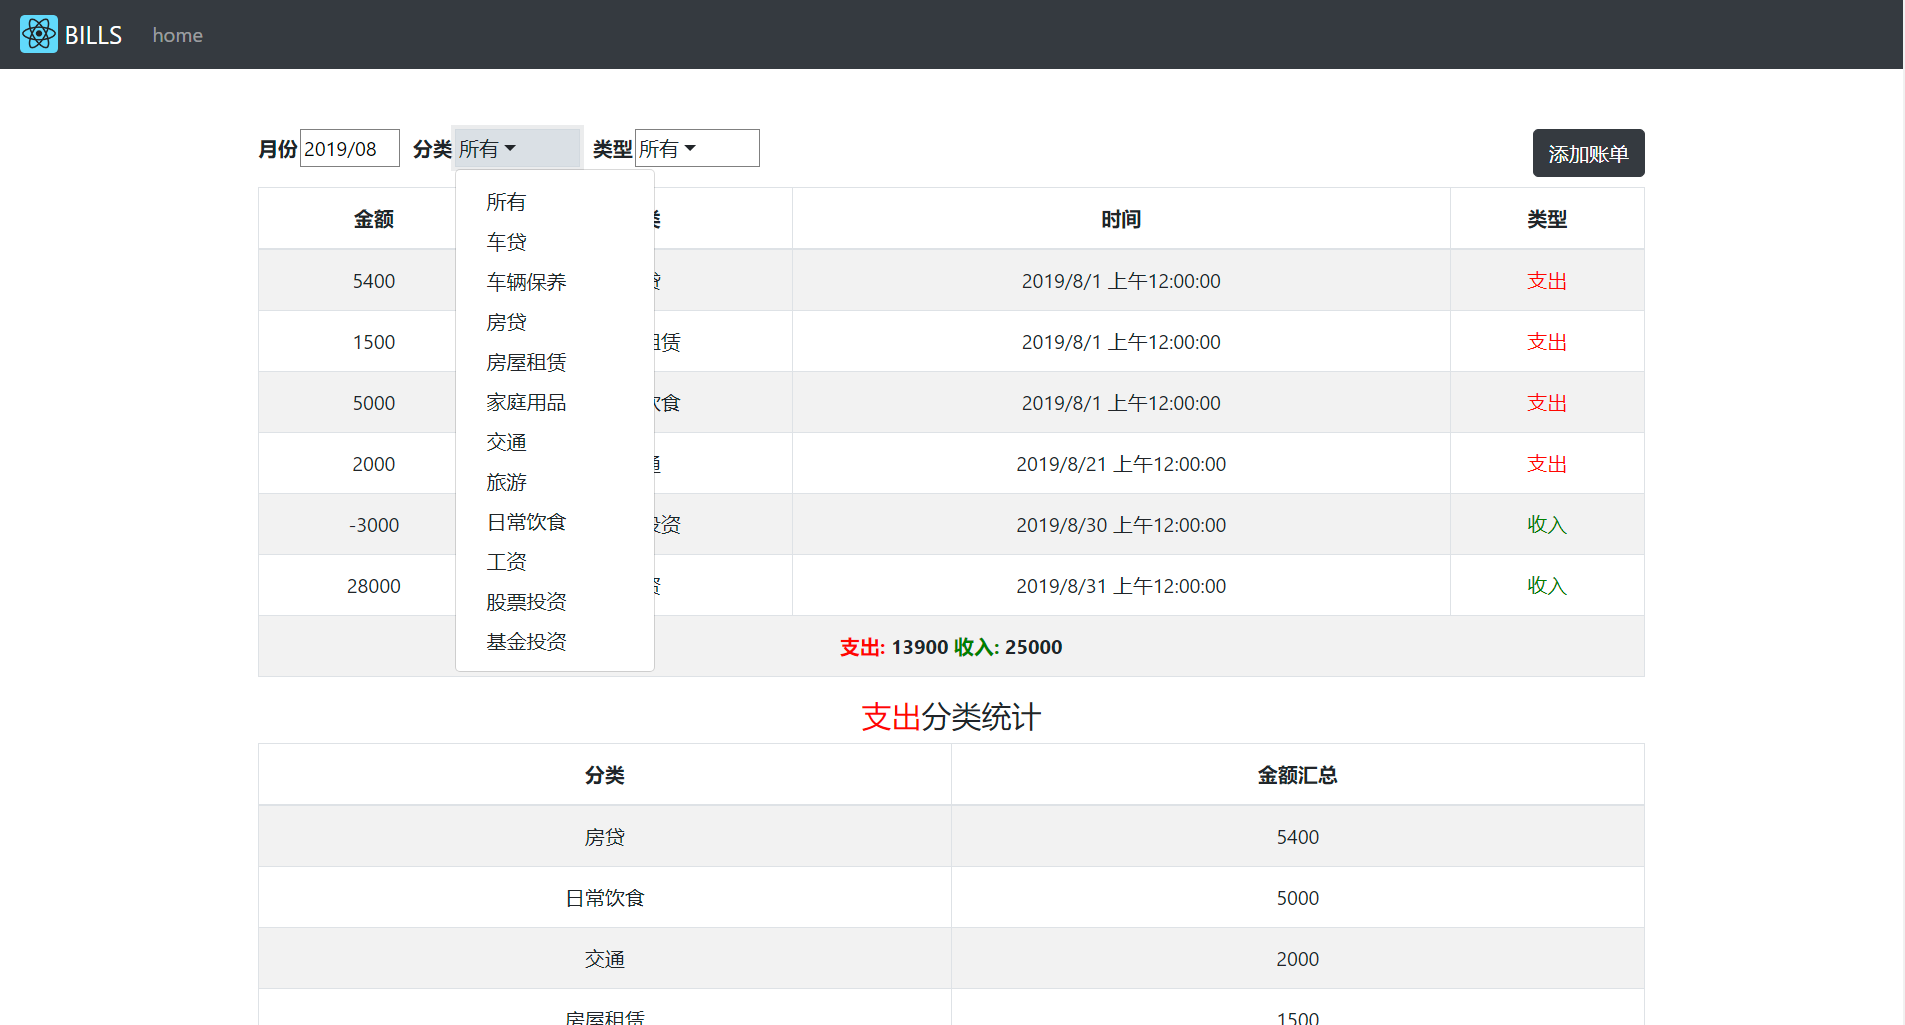 BILLS home
月份 2019/08 分类 所有 类型 所有 添加账单
所有
车贷
车辆保养
房贷
房屋租赁
家庭用品
交通
旅游
日常饮食
工资
股票投资
基金投资
金额 类 时间 类型
5400 贷 2019/8/1 上午12:00:00 支出
1500 租赁 2019/8/1 上午12:00:00 支出
5000 饮食 2019/8/1 上午12:00:00 支出
2000 通 2019/8/21 上午12:00:00 支出
-3000 投资 2019/8/30 上午12:00:00 收入
28000 资 2019/8/31 上午12:00:00 收入
支出: 13900 收入: 25000
支出分类统计
分类 金额汇总
房贷 5400
日常饮食 5000
交通 2000
房屋租赁 1500